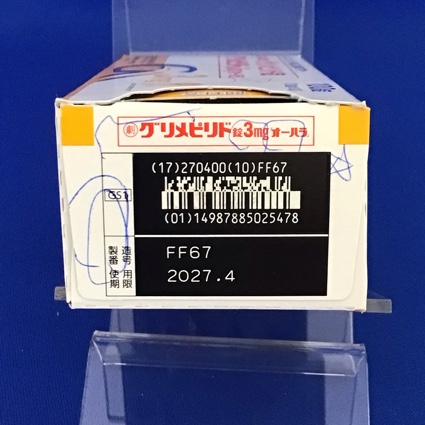 劇 グリメピリド錠3mg「オーハラ」
(17)270400(10)FF67
GS1
(01)14987885025478
製造番号 FF67
使用期限 2027.4